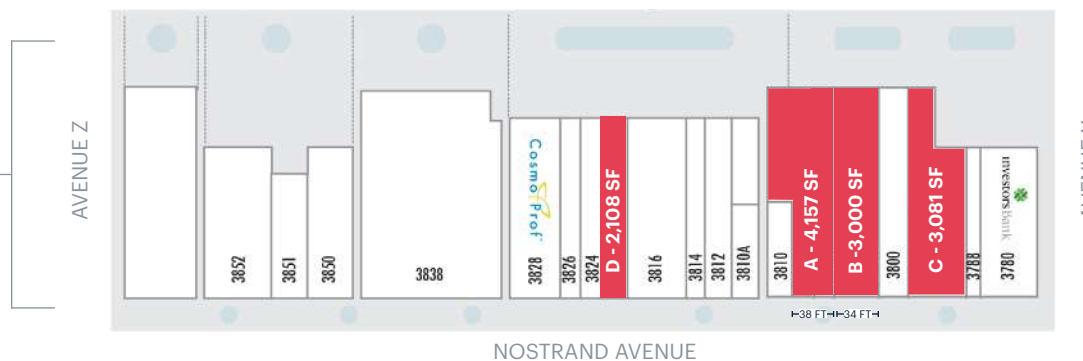 AVENUE Z
3852
3851
3850
3838
Cosmo Prof
3828
3826
3824
D - 2,108 SF
3816
3814
3812
3810A
3810
A - 4,157 SF
B -3,000 SF
3800
C - 3,081 SF
3788
investorsBank
3780
38 FT
34 FT
NOSTRAND AVENUE